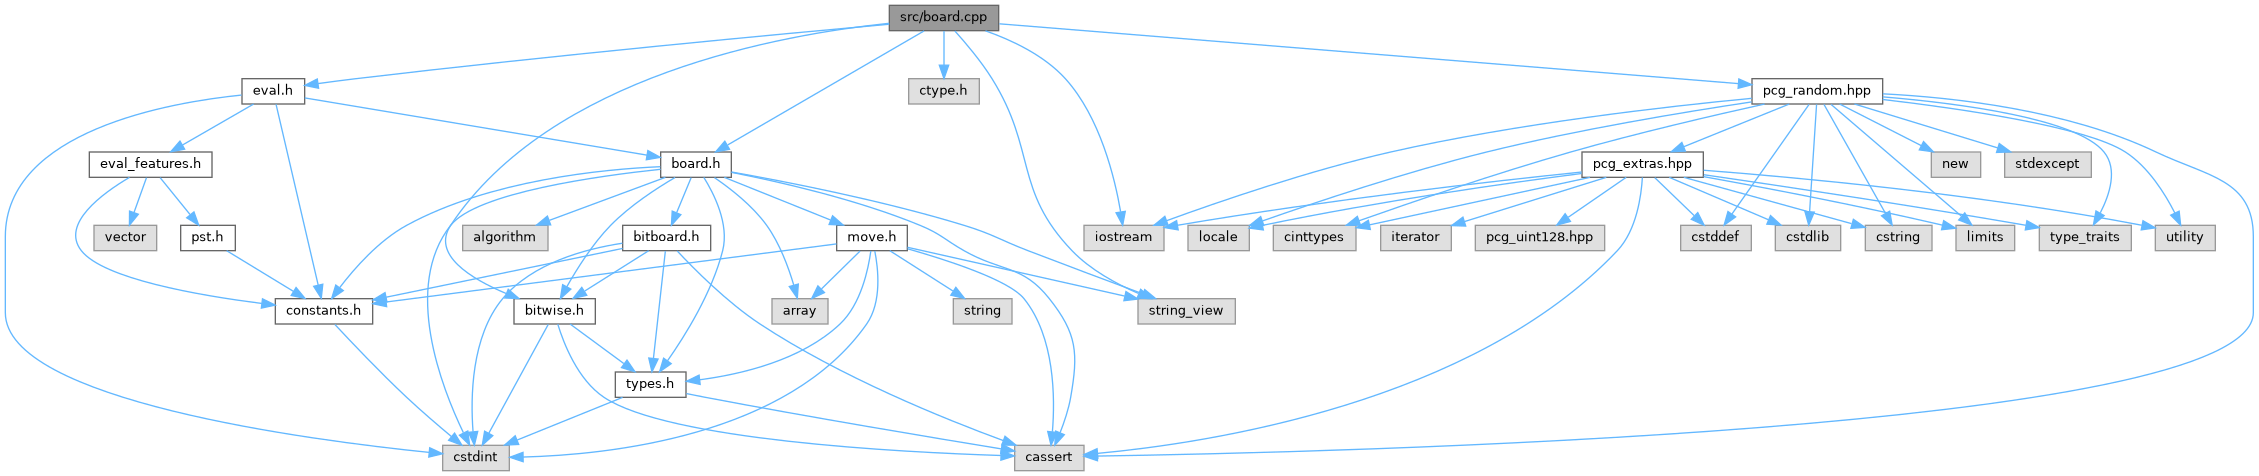 src/board.cpp
eval.h
ctype.h
pcg_random.hpp
eval_features.h
board.h
pcg_extras.hpp
new
stdexcept
vector
pst.h
algorithm
bitboard.h
move.h
iostream
locale
cinttypes
iterator
pcg_uint128.hpp
cstddef
cstdlib
cstring
limits
type_traits
utility
constants.h
bitwise.h
array
string
string_view
types.h
cstdint
cassert